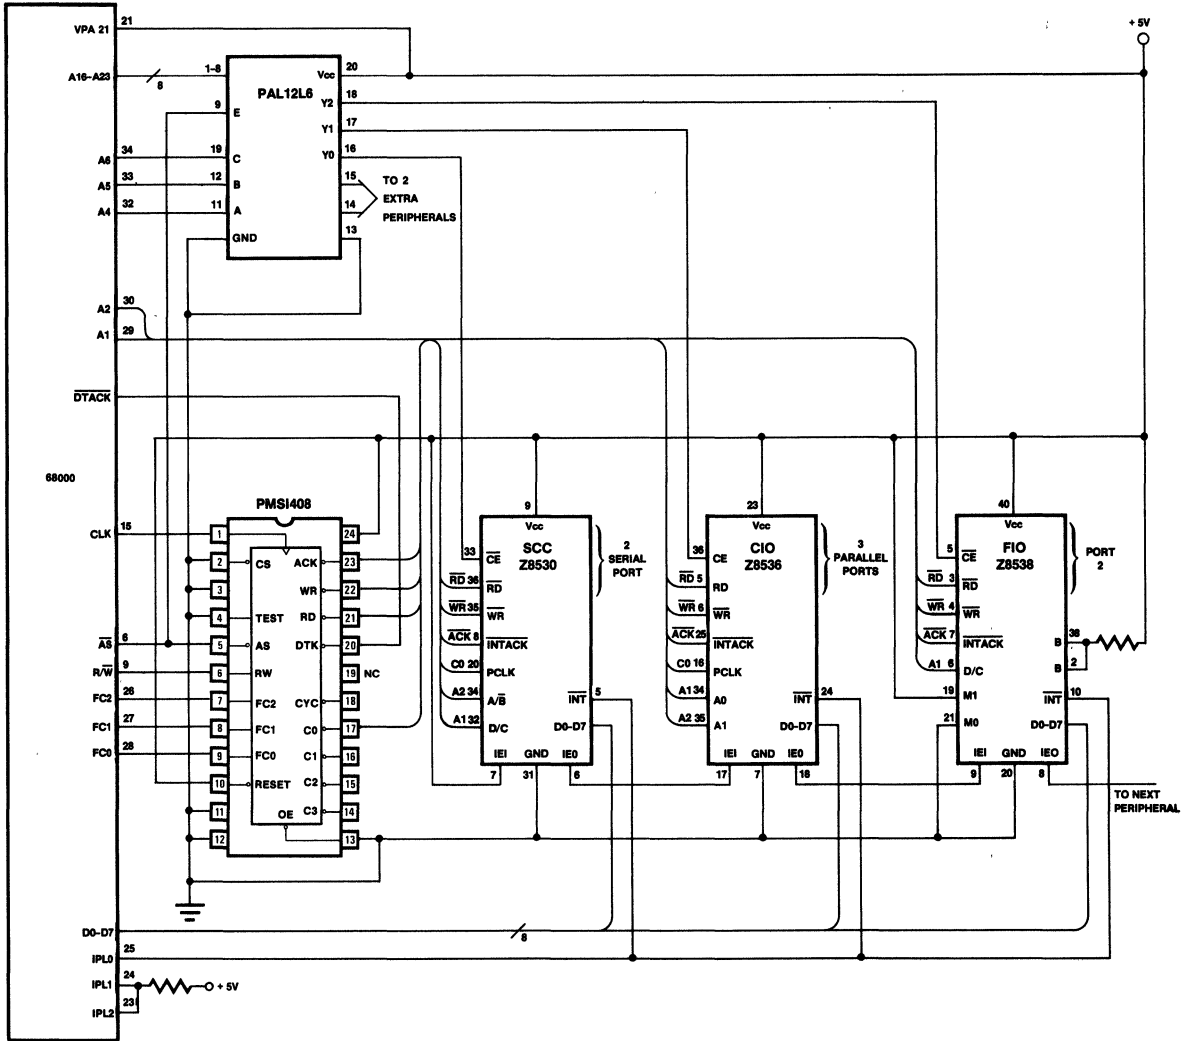 VPA 21
21
+ 5V
A16-A23
8
1-8
PAL12L6
Vcc
20
9
E
Y2
18
Y1
17
A6
34
19
C
Y0
16
A5
33
12
B
15
TO 2
EXTRA
PERIPHERALS
A4
32
11
A
14
GND
13
A2
30
A1
29
DTACK
68000
PMSI408
CLK
15
1
24
2
CS
ACK
23
3
WR
22
4
TEST
RD
21
AS
6
5
AS
DTK
20
R/W
9
6
RW
19
NC
FC2
26
7
FC2
CYC
18
FC1
27
8
FC1
C0
17
FC0
28
9
FC0
C1
16
10
RESET
C2
15
11
OE
C3
14
12
13
9
Vcc
SCC
Z8530
2
SERIAL
PORT
33
CE
RD 36
RD
WR 35
WR
ACK 8
INTACK
C0 20
PCLK
A2 34
A/B
A1 32
D/C
INT
5
D0-D7
IEI
GND
IE0
7
31
6
23
Vcc
CIO
Z8536
3
PARALLEL
PORTS
36
CE
RD 5
RD
WR 6
WR
ACK 25
INTACK
C0 16
PCLK
A1 34
A0
A2 35
A1
INT
24
D0-D7
IEI
GND
IE0
17
7
18
40
Vcc
FIO
Z8538
PORT
2
5
CE
RD 3
RD
WR 4
WR
ACK 7
INTACK
A1 6
D/C
19
M1
21
M0
B
38
B
2
INT
10
D0-D7
IEI
GND
IEO
9
20
8
TO NEXT
PERIPHERAL
D0-D7
8
IPL0
25
IPL1
24
+ 5V
IPL2
23